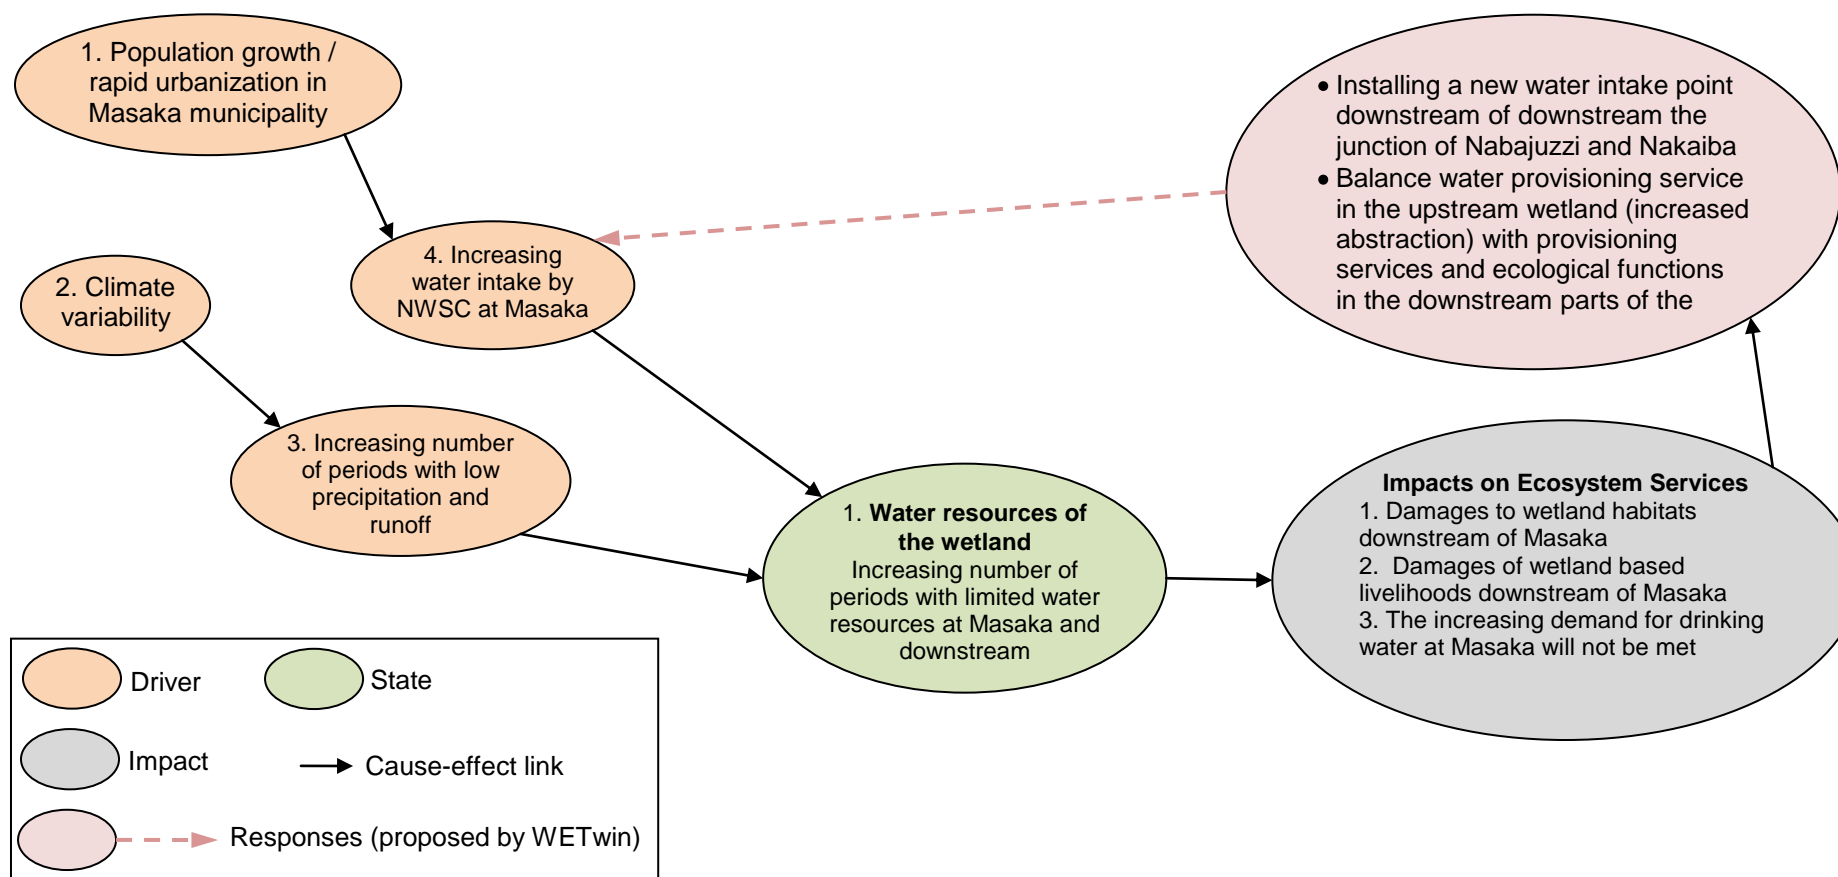 1. Population growth /
rapid urbanization in
Masaka municipality
2. Climate
variability
4. Increasing
water intake by
NWSC at Masaka
3. Increasing number
of periods with low
precipitation and
runoff
1. Water resources of
the wetland
Increasing number of
periods with limited water
resources at Masaka and
downstream
• Installing a new water intake point
downstream of downstream the
junction of Nabajuzzi and Nakaiba
• Balance water provisioning service
in the upstream wetland (increased
abstraction) with provisioning
services and ecological functions
in the downstream parts of the
Impacts on Ecosystem Services
1. Damages to wetland habitats
downstream of Masaka
2. Damages of wetland based
livelihoods downstream of Masaka
3. The increasing demand for drinking
water at Masaka will not be met
Driver
State
Impact
Cause-effect link
Responses (proposed by WETwin)